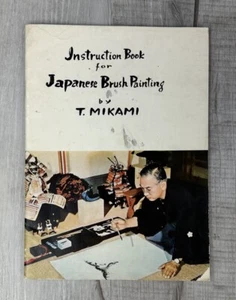 Instruction Book
for
Japanese Brush Painting
by
T. MIKAMI